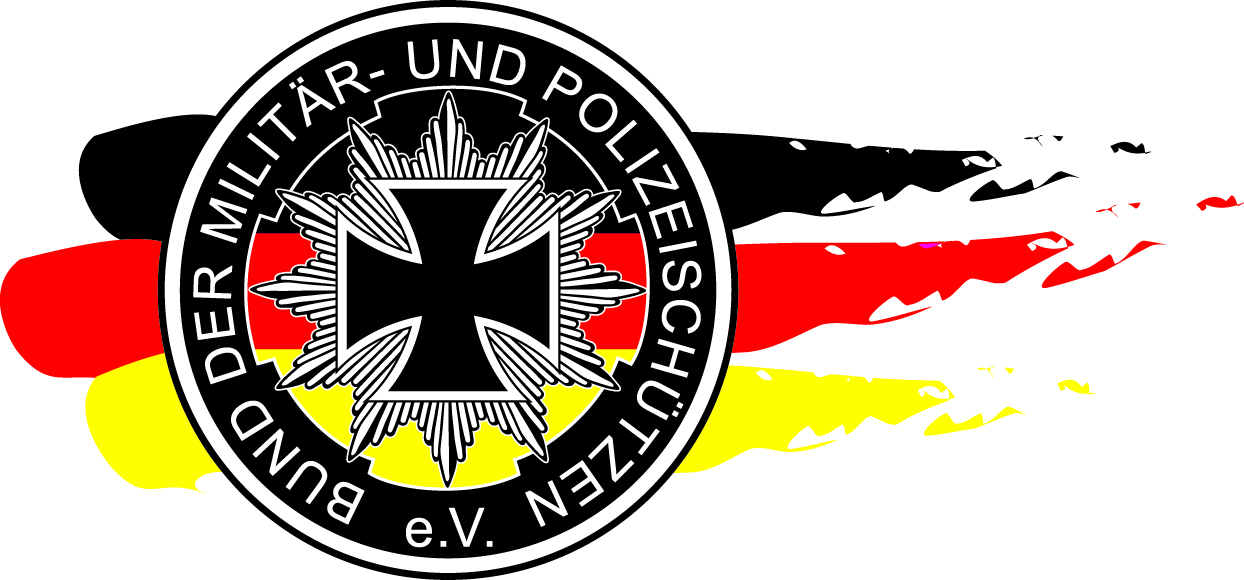 BUND DER MILITÄR- UND POLIZEISCHÜTZEN
e.V.